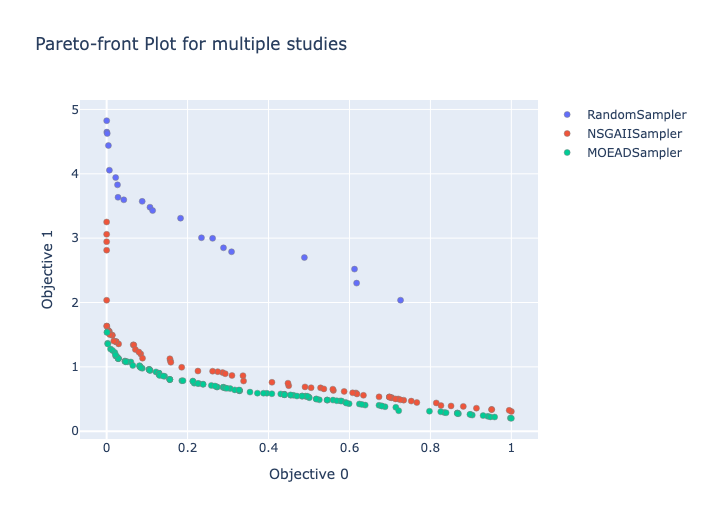 Pareto-front Plot for multiple studies
RandomSampler
NSGAIISampler
MOEADSampler
5
4
3
2
1
0
Objective 1
0
0.2
0.4
0.6
0.8
1
Objective 0